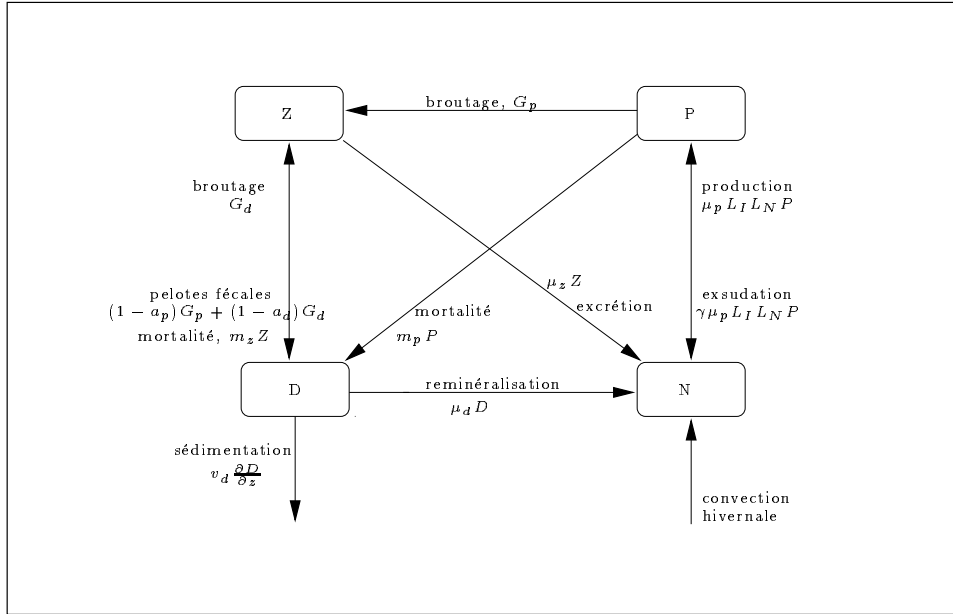 Z
broutage, G_p
P
broutage
G_d
production
μ_p L_I L_N P
pelotes fécales
(1 − a_p)G_p + (1 − a_d)G_d
mortalité, m_z Z
mortalité
m_p P
μ_z Z
excrétion
exsudation
γμ_p L_I L_N P
D
reminéralisation
μ_d D
N
sédimentation
v_d ∂D/∂z
convection
hivernale